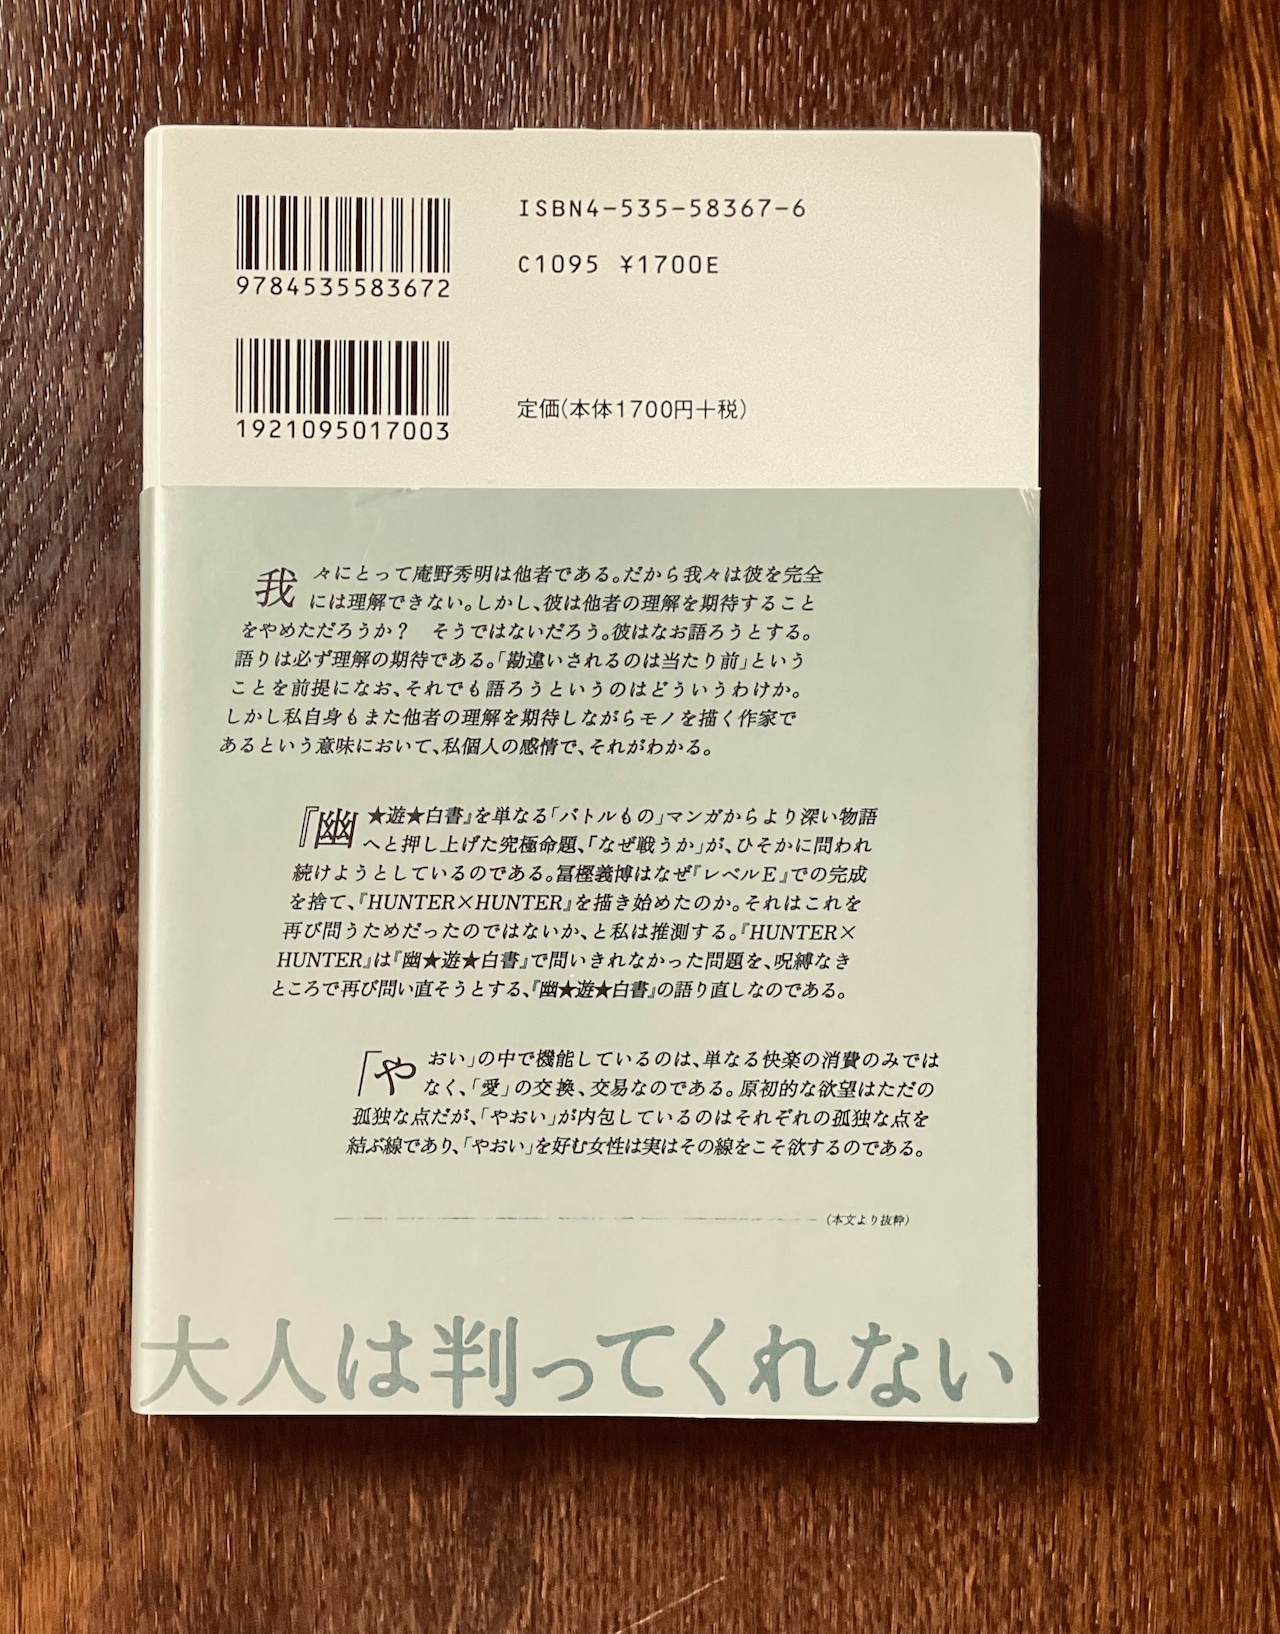 9784535583672
ISBN4-535-58367-6
C1095 ¥1700E
1921095017003
定価(本体1700円+税)
我々にとって庵野秀明は他者である。だから我々は彼を完全
には理解できない。しかし、彼は他者の理解を期待すること
をやめただろうか？　そうではないだろう。彼はなお語ろうとする。
語りは必ず理解の期待である。「勘違いされるのは当たり前」という
ことを前提になお、それでも語ろうというのはどういうわけか。
しかし私自身もまた他者の理解を期待しながらモノを描く作家で
あるという意味において、私個人の感情で、それがわかる。
『幽★遊★白書』を単なる「バトルもの」マンガからより深い物語
へと押し上げた究極命題、「なぜ戦うか」が、ひそかに問われ
続けようとしているのである。冨樫義博はなぜ『レベルE』での完成
を捨て、『HUNTER×HUNTER』を描き始めたのか。それはこれを
再び問うためだったのではないか、と私は推測する。『HUNTER×
HUNTER』は『幽★遊★白書』で問いきれなかった問題を、呪縛なき
ところで再び問い直そうとする、『幽★遊★白書』の語り直しなのである。
「やおい」の中で機能しているのは、単なる快楽の消費のみでは
なく、「愛」の交換、交易なのである。原初的な欲望はただの
孤独な点だが、「やおい」が内包しているのはそれぞれの孤独な点を
結ぶ線であり、「やおい」を好む女性は実はその線をこそ欲するのである。
(本文より抜粋)
大人は判ってくれない